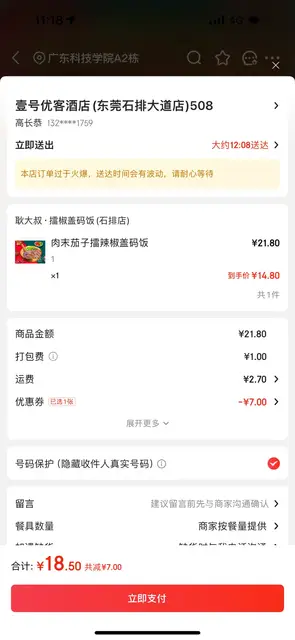 11:18
4G
广东科技学院A2栋
壹号优客酒店(东莞石排大道店)508
高长恭 132****1759
立即送出 大约12:08送达
本店订单过于火爆，送达时间会有波动，请耐心等待
耿大叔·擂椒盖码饭(石排店)
肉末茄子擂辣椒盖码饭 ¥21.80
1
×1 到手价 ¥14.80
共1件
商品金额 ¥21.80
打包费 ¥1.00
运费 ¥2.70
优惠券 已选1张 -¥7.00
展开更多
号码保护 (隐藏收件人真实号码)
留言 建议留言前先与商家沟通确认
餐具数量 商家按餐量提供
合计: ¥18.50 共减¥7.00
立即支付